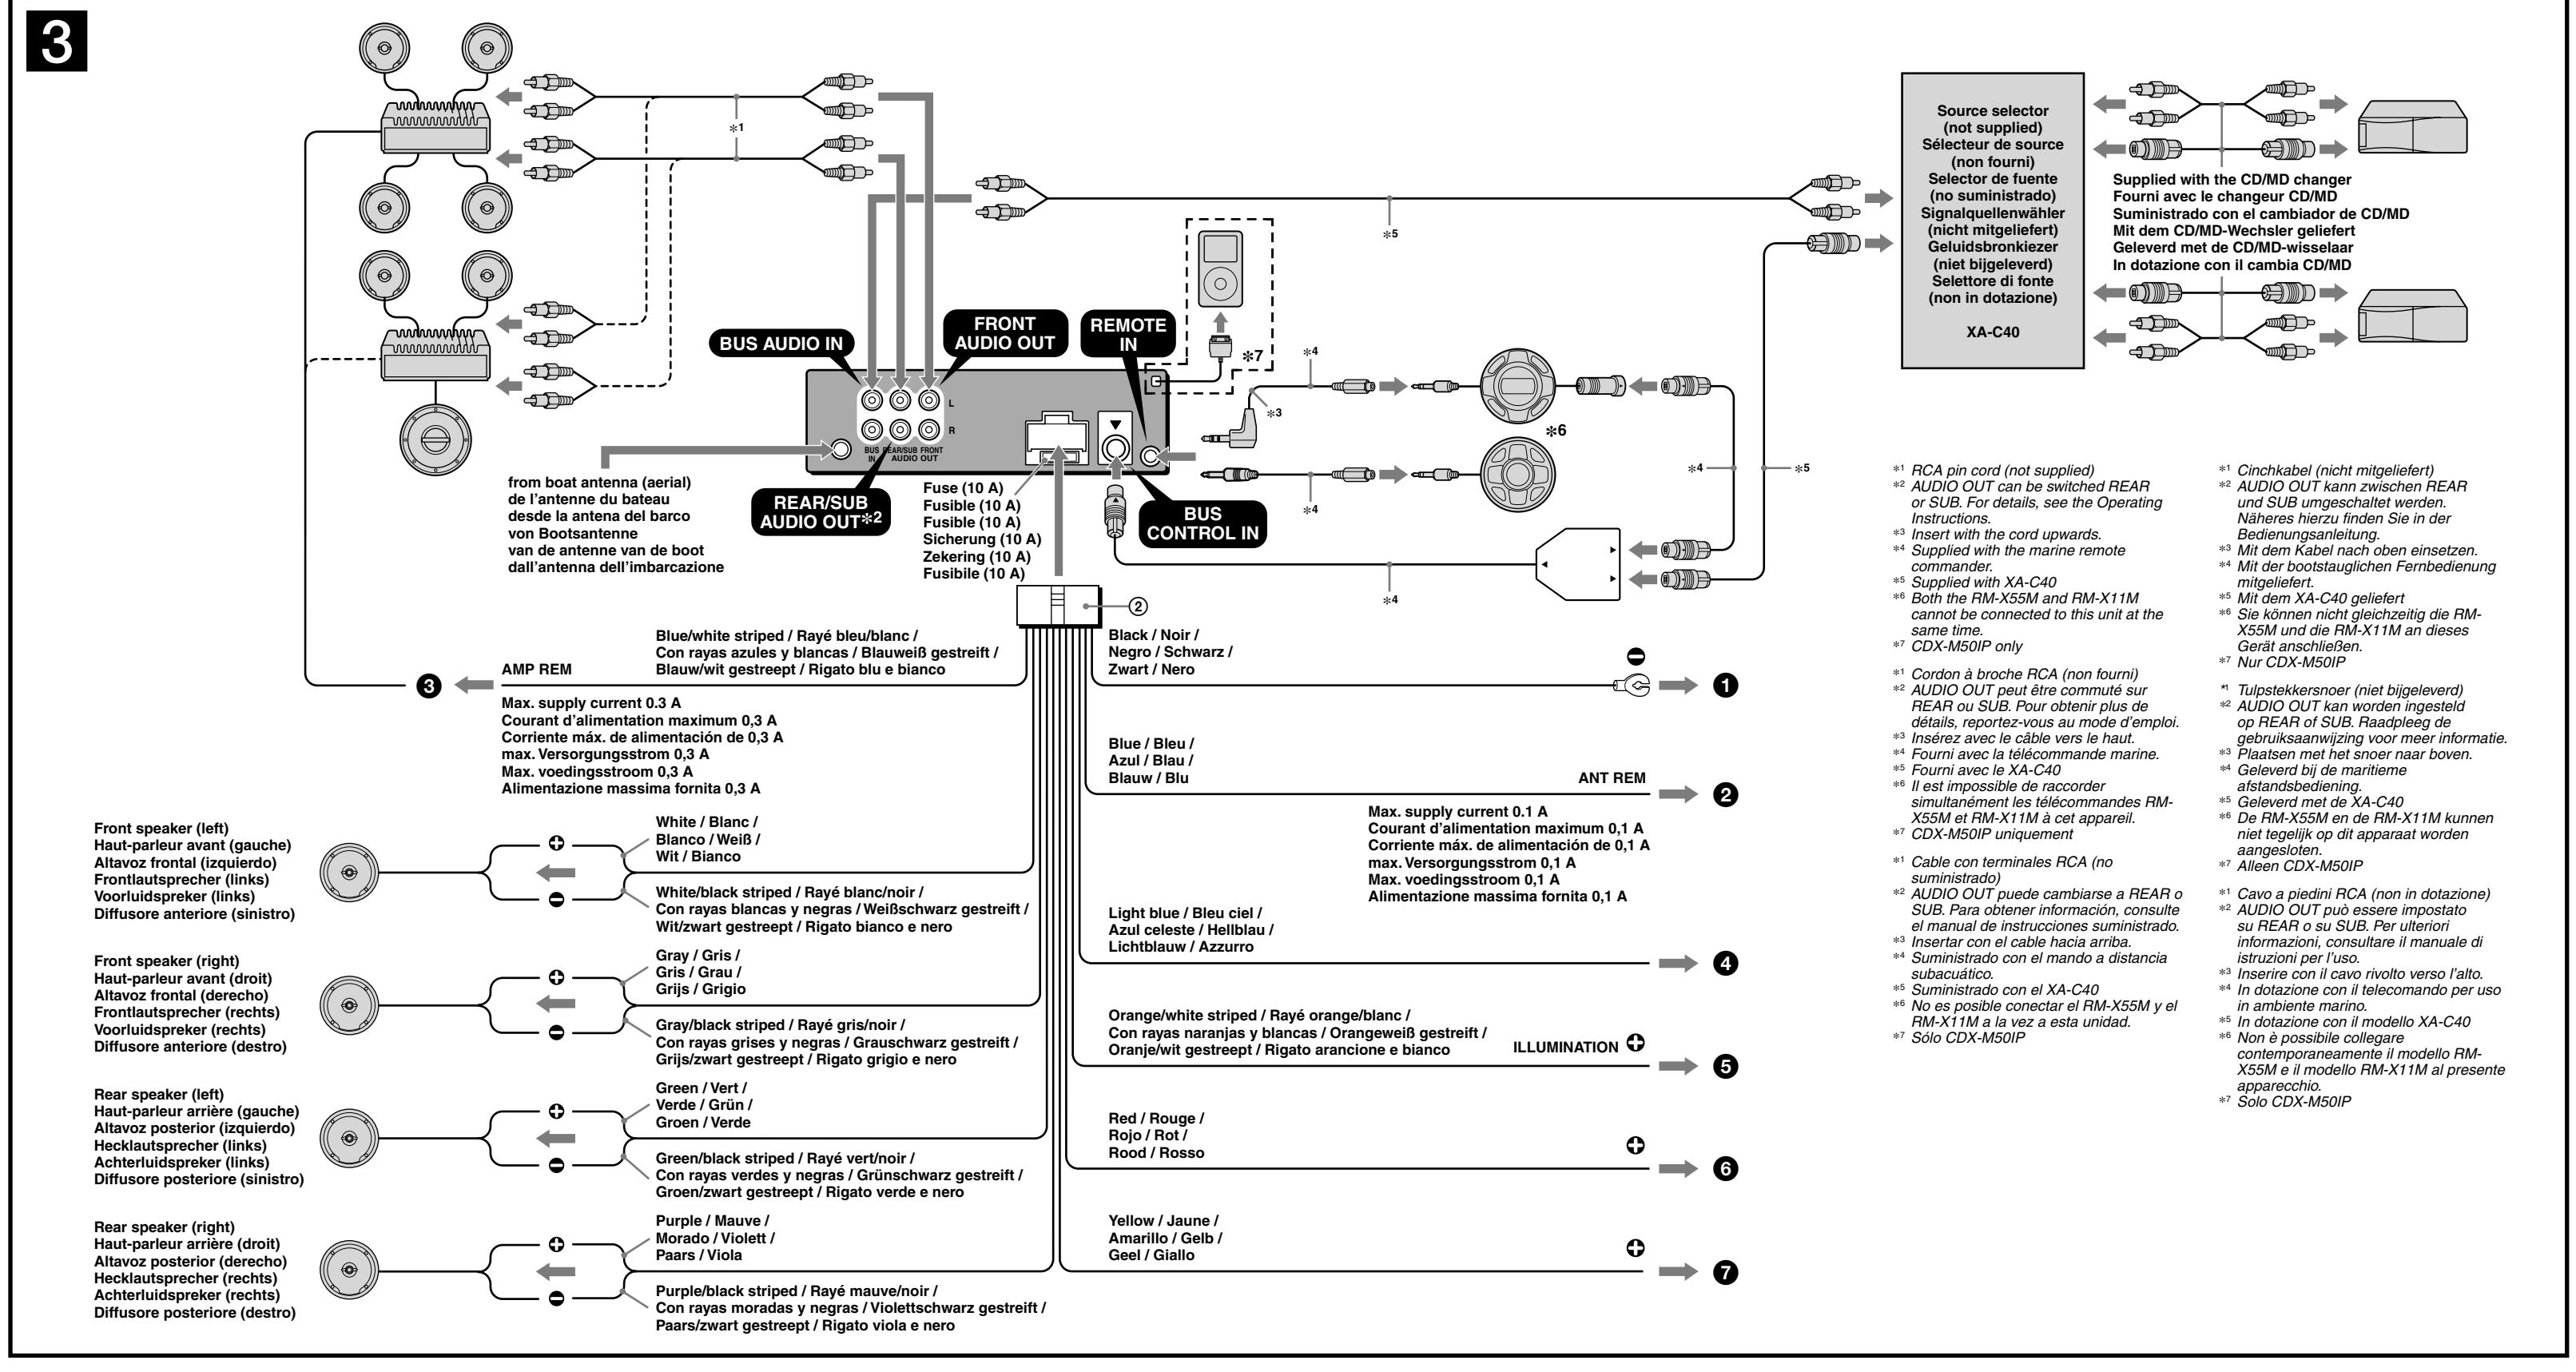 3
*1
Source selector
(not supplied)
Sélecteur de source
(non fourni)
Selector de fuente
(no suministrado)
Signalquellenwähler
(nicht mitgeliefert)
Geluidsbronkiezer
(niet bijgeleverd)
Selettore di fonte
(non in dotazione)
XA-C40
Supplied with the CD/MD changer
Fourni avec le changeur CD/MD
Suministrado con el cambiador de CD/MD
Mit dem CD/MD-Wechsler geliefert
Geleverd met de CD/MD-wisselaar
In dotazione con il cambia CD/MD
*5
BUS AUDIO IN
FRONT
AUDIO OUT
REMOTE
IN
*7
*4
*3
*6
L
R
BUS REAR/SUB FRONT
IN AUDIO OUT
*4
*5
*4
from boat antenna (aerial)
de l'antenne du bateau
desde la antena del barco
von Bootsantenne
van de antenne van de boot
dall'antenna dell'imbarcazione
REAR/SUB
AUDIO OUT*2
Fuse (10 A)
Fusible (10 A)
Fusible (10 A)
Sicherung (10 A)
Zekering (10 A)
Fusibile (10 A)
BUS
CONTROL IN
*4
2
Blue/white striped / Rayé bleu/blanc /
Con rayas azules y blancas / Blauweiß gestreift /
Blauw/wit gestreept / Rigato blu e bianco
AMP REM
3
Max. supply current 0.3 A
Courant d'alimentation maximum 0,3 A
Corriente máx. de alimentación de 0,3 A
max. Versorgungsstrom 0,3 A
Max. voedingsstroom 0,3 A
Alimentazione massima fornita 0,3 A
Front speaker (left)
Haut-parleur avant (gauche)
Altavoz frontal (izquierdo)
Frontlautsprecher (links)
Voorluidspreker (links)
Diffusore anteriore (sinistro)
White / Blanc /
Blanco / Weiß /
Wit / Bianco
White/black striped / Rayé blanc/noir /
Con rayas blancas y negras / Weißschwarz gestreift /
Wit/zwart gestreept / Rigato bianco e nero
Front speaker (right)
Haut-parleur avant (droit)
Altavoz frontal (derecho)
Frontlautsprecher (rechts)
Voorluidspreker (rechts)
Diffusore anteriore (destro)
Gray / Gris /
Gris / Grau /
Grijs / Grigio
Gray/black striped / Rayé gris/noir /
Con rayas grises y negras / Grauschwarz gestreift /
Grijs/zwart gestreept / Rigato grigio e nero
Rear speaker (left)
Haut-parleur arrière (gauche)
Altavoz posterior (izquierdo)
Hecklautsprecher (links)
Achterluidspreker (links)
Diffusore posteriore (sinistro)
Green / Vert /
Verde / Grün /
Groen / Verde
Green/black striped / Rayé vert/noir /
Con rayas verdes y negras / Grünschwarz gestreift /
Groen/zwart gestreept / Rigato verde e nero
Rear speaker (right)
Haut-parleur arrière (droit)
Altavoz posterior (derecho)
Hecklautsprecher (rechts)
Achterluidspreker (rechts)
Diffusore posteriore (destro)
Purple / Mauve /
Morado / Violett /
Paars / Viola
Purple/black striped / Rayé mauve/noir /
Con rayas moradas y negras / Violettschwarz gestreift /
Paars/zwart gestreept / Rigato viola e nero
Black / Noir /
Negro / Schwarz /
Zwart / Nero
1
Blue / Bleu /
Azul / Blau /
Blauw / Blu
ANT REM
2
Max. supply current 0.1 A
Courant d'alimentation maximum 0,1 A
Corriente máx. de alimentación de 0,1 A
max. Versorgungsstrom 0,1 A
Max. voedingsstroom 0,1 A
Alimentazione massima fornita 0,1 A
Light blue / Bleu ciel /
Azul celeste / Hellblau /
Lichtblauw / Azzurro
4
Orange/white striped / Rayé orange/blanc /
Con rayas naranjas y blancas / Orangeweiß gestreift /
Oranje/wit gestreept / Rigato arancione e bianco
ILLUMINATION
5
Red / Rouge /
Rojo / Rot /
Rood / Rosso
6
Yellow / Jaune /
Amarillo / Gelb /
Geel / Giallo
7
*1 RCA pin cord (not supplied)
*2 AUDIO OUT can be switched REAR
or SUB. For details, see the Operating
Instructions.
*3 Insert with the cord upwards.
*4 Supplied with the marine remote
commander.
*5 Supplied with XA-C40
*6 Both the RM-X55M and RM-X11M
cannot be connected to this unit at the
same time.
*7 CDX-M50IP only
*1 Cordon à broche RCA (non fourni)
*2 AUDIO OUT peut être commuté sur
REAR ou SUB. Pour obtenir plus de
détails, reportez-vous au mode d'emploi.
*3 Insérez avec le câble vers le haut.
*4 Fourni avec la télécommande marine.
*5 Fourni avec le XA-C40
*6 Il est impossible de raccorder
simultanément les télécommandes RM-
X55M et RM-X11M à cet appareil.
*7 CDX-M50IP uniquement
*1 Cable con terminales RCA (no
suministrado)
*2 AUDIO OUT puede cambiarse a REAR o
SUB. Para obtener información, consulte
el manual de instrucciones suministrado.
*3 Insertar con el cable hacia arriba.
*4 Suministrado con el mando a distancia
subacuático.
*5 Suministrado con el XA-C40
*6 No es posible conectar el RM-X55M y el
RM-X11M a la vez a esta unidad.
*7 Sólo CDX-M50IP
*1 Cinchkabel (nicht mitgeliefert)
*2 AUDIO OUT kann zwischen REAR
und SUB umgeschaltet werden.
Näheres hierzu finden Sie in der
Bedienungsanleitung.
*3 Mit dem Kabel nach oben einsetzen.
*4 Mit der bootstauglichen Fernbedienung
mitgeliefert.
*5 Mit dem XA-C40 geliefert
*6 Sie können nicht gleichzeitig die RM-
X55M und die RM-X11M an dieses
Gerät anschließen.
*7 Nur CDX-M50IP
*1 Tulpstekkersnoer (niet bijgeleverd)
*2 AUDIO OUT kan worden ingesteld
op REAR of SUB. Raadpleeg de
gebruiksaanwijzing voor meer informatie.
*3 Plaatsen met het snoer naar boven.
*4 Geleverd bij de maritieme
afstandsbediening.
*5 Geleverd met de XA-C40
*6 De RM-X55M en de RM-X11M kunnen
niet tegelijk op dit apparaat worden
aangesloten.
*7 Alleen CDX-M50IP
*1 Cavo a piedini RCA (non in dotazione)
*2 AUDIO OUT può essere impostato
su REAR o su SUB. Per ulteriori
informazioni, consultare il manuale di
istruzioni per l'uso.
*3 Inserire con il cavo rivolto verso l'alto.
*4 In dotazione con il telecomando per uso
in ambiente marino.
*5 In dotazione con il modello XA-C40
*6 Non è possibile collegare
contemporaneamente il modello RM-
X55M e il modello RM-X11M al presente
apparecchio.
*7 Solo CDX-M50IP